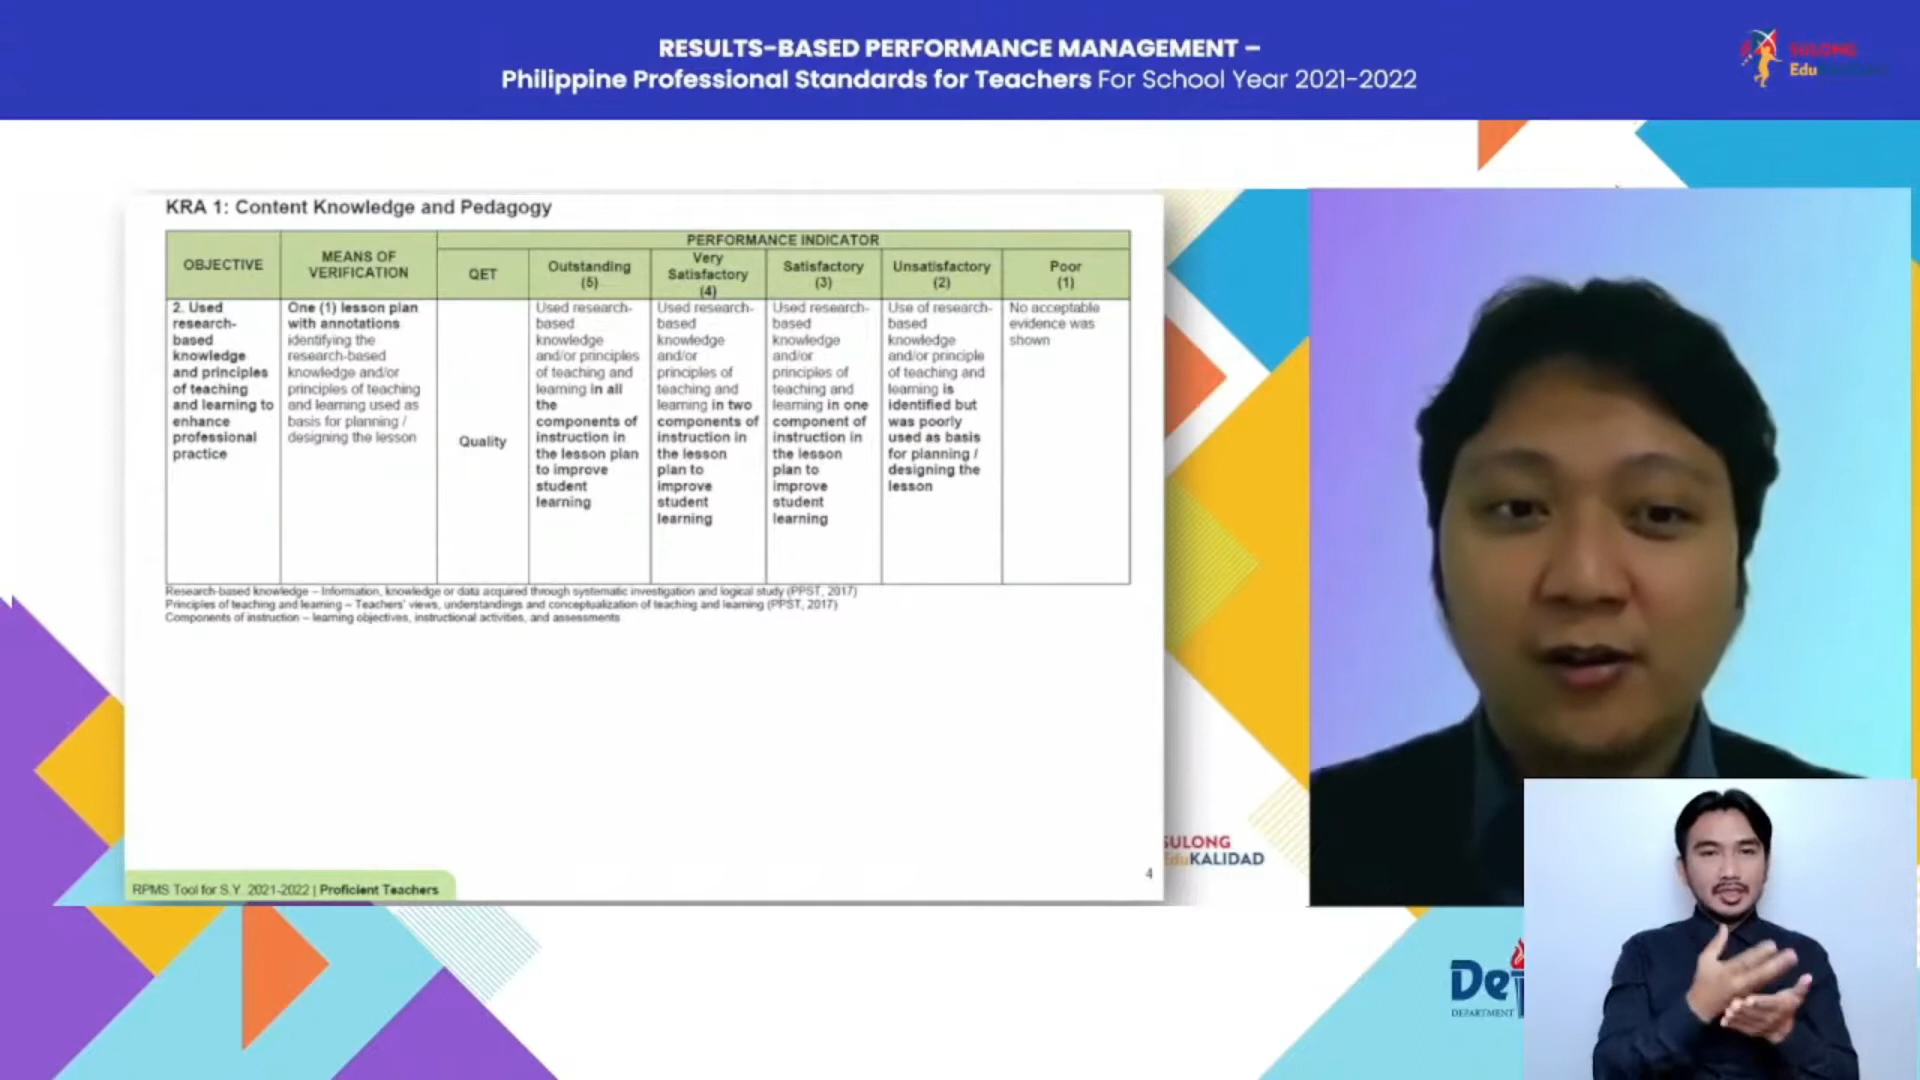 RESULTS-BASED PERFORMANCE MANAGEMENT –
Philippine Professional Standards for Teachers For School Year 2021-2022
SULONG
Edu
KRA 1: Content Knowledge and Pedagogy
OBJECTIVE
MEANS OF
VERIFICATION
PERFORMANCE INDICATOR
QET
Outstanding
(5)
Very
Satisfactory
(4)
Satisfactory
(3)
Unsatisfactory
(2)
Poor
(1)
2. Used
research-
based
knowledge
and principles
of teaching
and learning to
enhance
professional
practice
One (1) lesson plan
with annotations
identifying the
research-based
knowledge and/or
principles of teaching
and learning used as
basis for planning /
designing the lesson
Quality
Used research-
based
knowledge
and/or principles
of teaching and
learning in all
the
components of
instruction in
the lesson plan
to improve
student
learning
Used research-
based
knowledge
and/or
principles of
teaching and
learning in two
components of
instruction in
the lesson
plan to
improve
student
learning
Used research-
based
knowledge
and/or
principles of
teaching and
learning in one
component of
instruction in
the lesson
plan to
improve
student
learning
Use of research-
based
knowledge
and/or principle
of teaching and
learning is
identified but
was poorly
used as basis
for planning /
designing the
lesson
No acceptable
evidence was
shown
Research-based knowledge – Information, knowledge or data acquired through systematic investigation and logical study (PPST, 2017)
Principles of teaching and learning – Teachers' views, understandings and conceptualization of teaching and learning (PPST, 2017)
Components of instruction – learning objectives, instructional activities, and assessments
RPMS Tool for S.Y. 2021-2022 | Proficient Teachers
4
SULONG
EduKALIDAD
De
DEPARTMENT